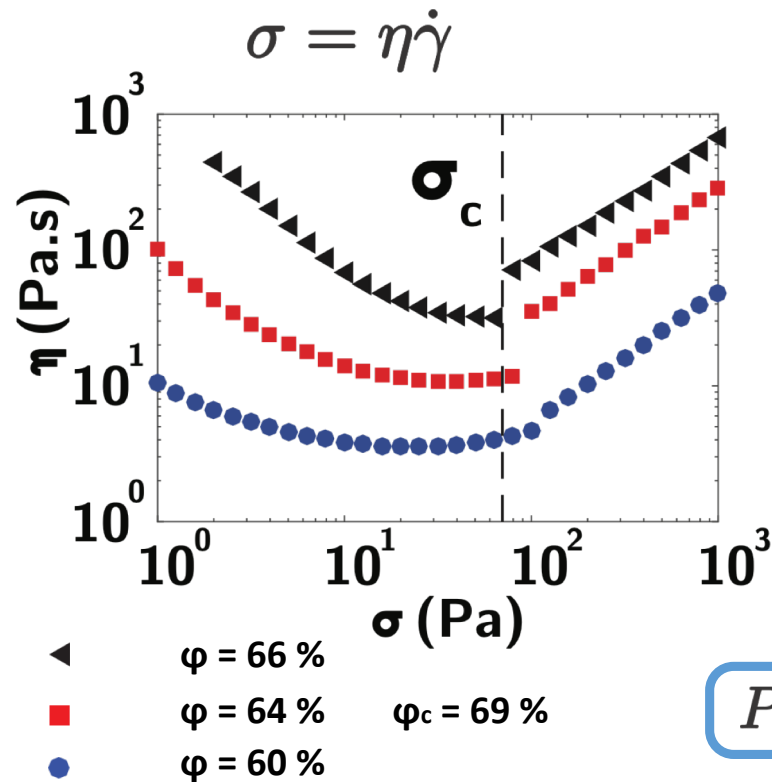 σ = ηγ̇
η (Pa.s)
10³
10²
10¹
10⁰
σc
10⁰ 10¹ 10² 10³
σ (Pa)
φ = 66 %
φ = 64 % φc = 69 %
φ = 60 %
P